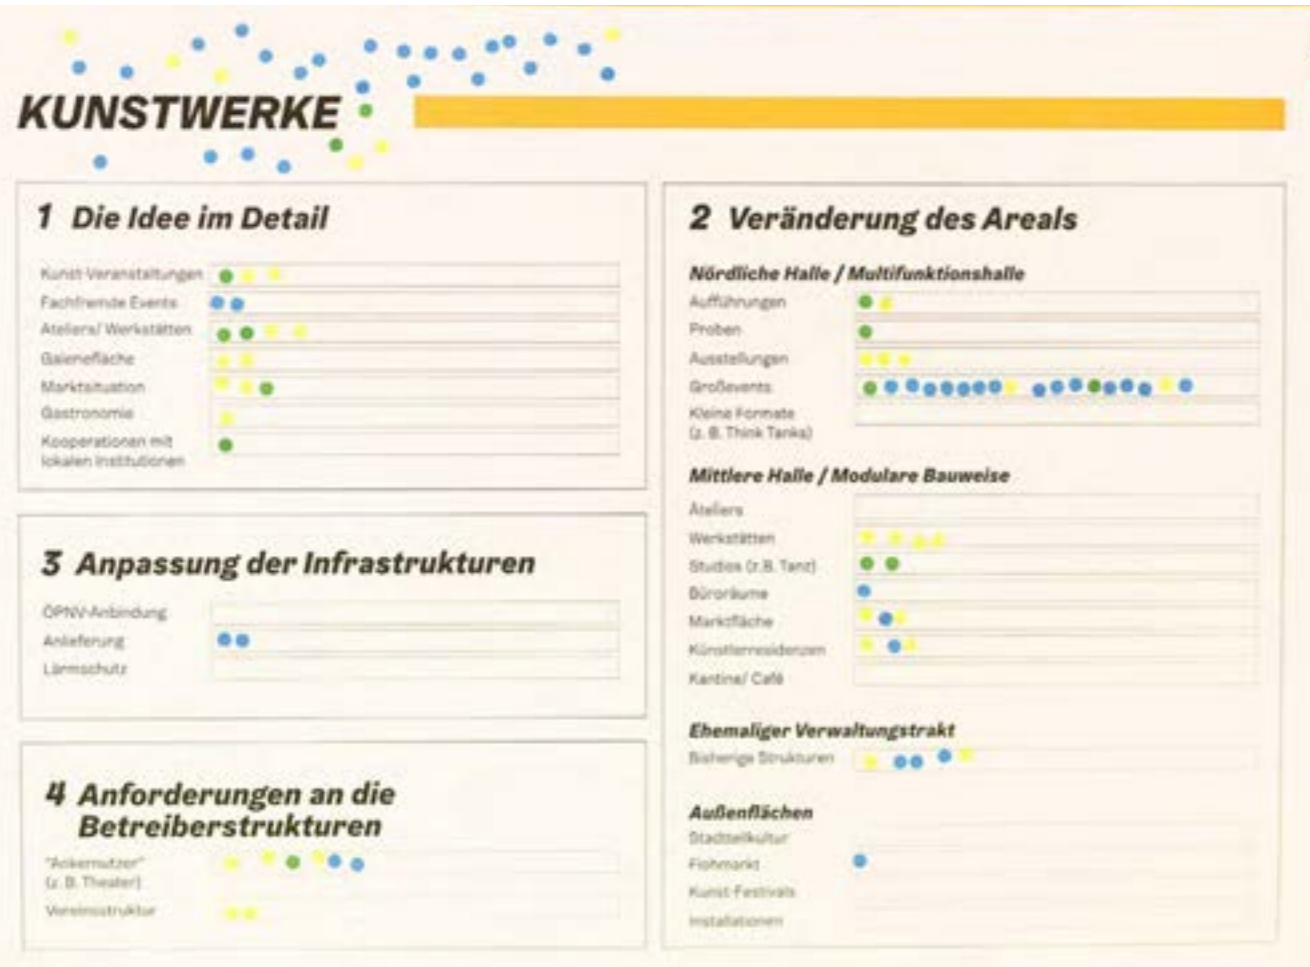 KUNSTWERKE
1 Die Idee im Detail
Kunst-Veranstaltungen
Fachfremde Events
Ateliers/ Werkstätten
Galeriefläche
Marktsituation
Gastronomie
Kooperationen mit
lokalen Institutionen
3 Anpassung der Infrastrukturen
ÖPNV-Anbindung
Anlieferung
Lärmschutz
4 Anforderungen an die
Betreiberstrukturen
"Ankernutzer"
(z. B. Theater)
Vereinsstruktur
2 Veränderung des Areals
Nördliche Halle / Multifunktionshalle
Aufführungen
Proben
Ausstellungen
Großevents
Kleine Formate
(z. B. Think Tanks)
Mittlere Halle / Modulare Bauweise
Ateliers
Werkstätten
Studios (z.B. Tanz)
Büroräume
Marktfläche
Künstlerresidenzen
Kantine/ Café
Ehemaliger Verwaltungstrakt
Bisherige Strukturen
Außenflächen
Stadtteilkultur
Flohmarkt
Kunst-Festivals
Installationen